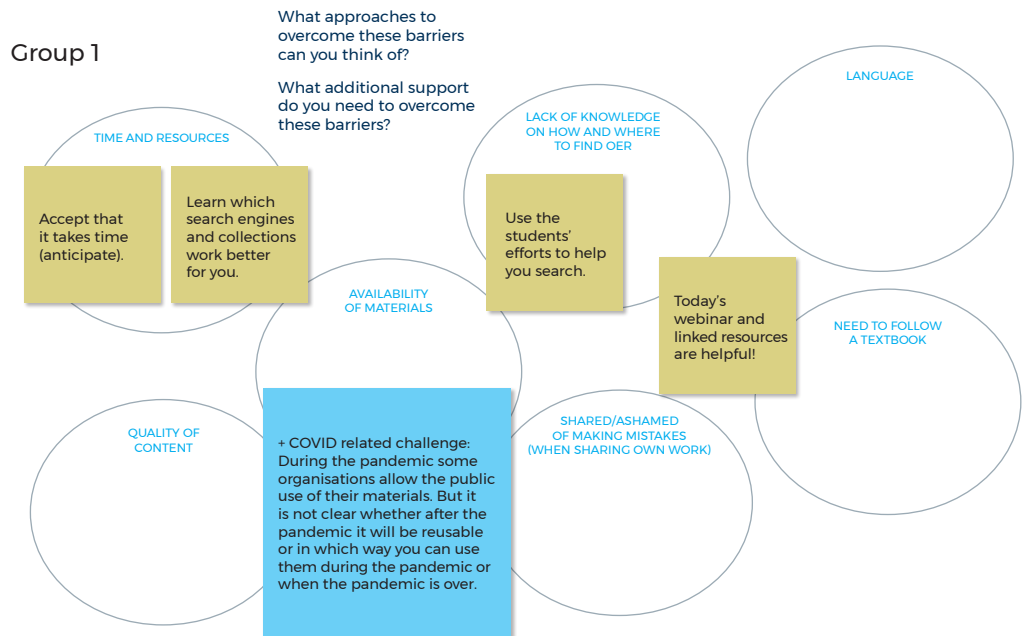 Group 1
What approaches to
overcome these barriers
can you think of?
What additional support
do you need to overcome
these barriers?
TIME AND RESOURCES
Accept that
it takes time
(anticipate).
Learn which
search engines
and collections
work better
for you.
LACK OF KNOWLEDGE
ON HOW AND WHERE
TO FIND OER
Use the
students’
efforts to help
you search.
Today’s
webinar and
linked resources
are helpful!
LANGUAGE
AVAILABILITY
OF MATERIALS
+ COVID related challenge:
During the pandemic some
organisations allow the public
use of their materials. But it
is not clear whether after the
pandemic it will be reusable
or in which way you can use
them during the pandemic or
when the pandemic is over.
NEED TO FOLLOW
A TEXTBOOK
QUALITY OF
CONTENT
SHARED/ASHAMED
OF MAKING MISTAKES
(WHEN SHARING OWN WORK)